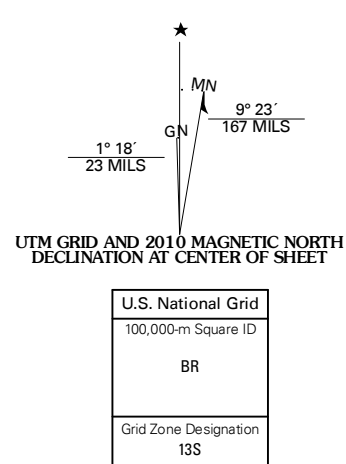 MN
9° 23´
167 MILS
GN
1° 18´
23 MILS
UTM GRID AND 2010 MAGNETIC NORTH
DECLINATION AT CENTER OF SHEET
U.S. National Grid
100,000-m Square ID
BR
Grid Zone Designation
13S